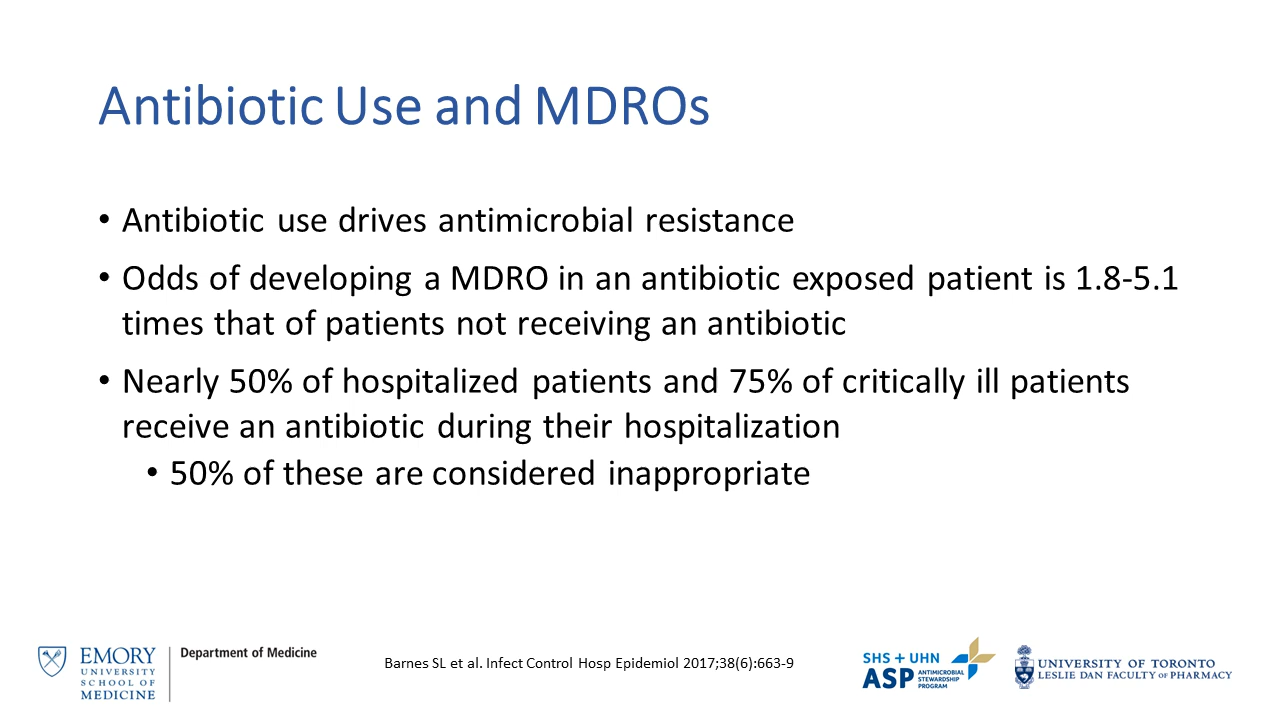 Antibiotic Use and MDROs
• Antibiotic use drives antimicrobial resistance
• Odds of developing a MDRO in an antibiotic exposed patient is 1.8-5.1
times that of patients not receiving an antibiotic
• Nearly 50% of hospitalized patients and 75% of critically ill patients
receive an antibiotic during their hospitalization
• 50% of these are considered inappropriate
EMORY
UNIVERSITY
SCHOOL OF
MEDICINE
Department of Medicine
Barnes SL et al. Infect Control Hosp Epidemiol 2017;38(6):663-9
SHS + UHN
ASP
ANTIMICROBIAL
STEWARDSHIP
PROGRAM
UNIVERSITY OF TORONTO
LESLIE DAN FACULTY OF PHARMACY